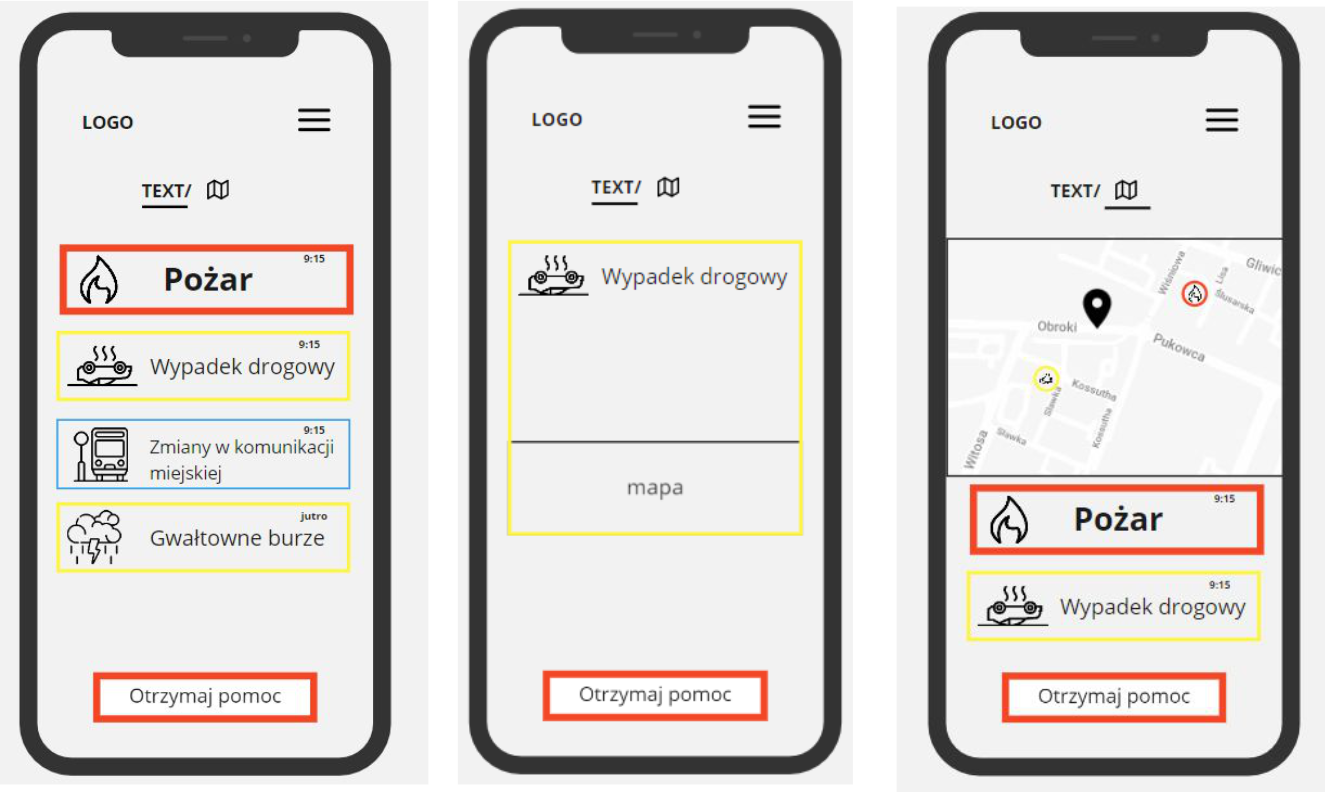 LOGO
TEXT/
9:15
Pożar
9:15
Wypadek drogowy
9:15
Zmiany w komunikacji
miejskiej
jutro
Gwałtowne burze
Otrzymaj pomoc
LOGO
TEXT/
Wypadek drogowy
mapa
Otrzymaj pomoc
LOGO
TEXT/
Wiśniowa
Lisa
Gliwic
Ślusarska
Obroki
Pukowca
Kossutha
Sławka
Kossutha
Sławka
Witosa
9:15
Pożar
9:15
Wypadek drogowy
Otrzymaj pomoc